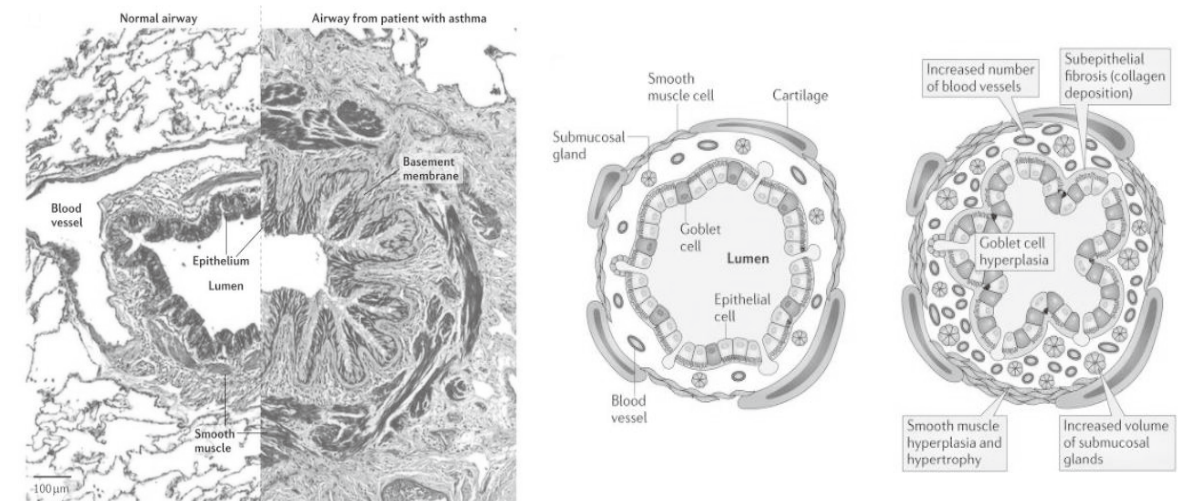 Normal airway
Airway from patient with asthma
Basement
membrane
Blood
vessel
Epithelium
Lumen
Smooth
muscle
100 μm
Smooth
muscle cell
Cartilage
Submucosal
gland
Goblet
cell
Lumen
Epithelial
cell
Blood
vessel
Increased number
of blood vessels
Subepithelial
fibrosis (collagen
deposition)
Goblet cell
hyperplasia
Smooth muscle
hyperplasia and
hypertrophy
Increased volume
of submucosal
glands